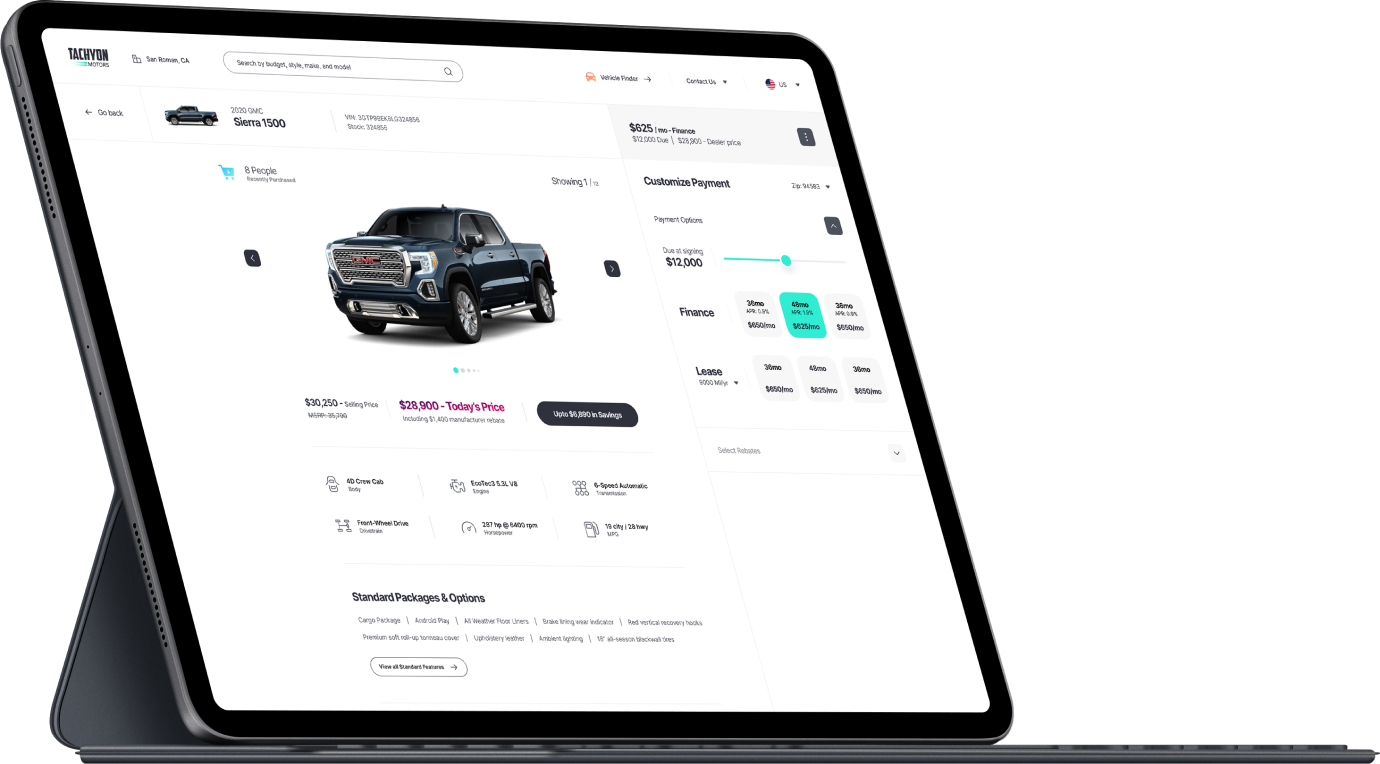 TACHYON
MOTORS
San Roman, CA
Search by budget, style, make, and model
Vehicle Finder
Contact Us
US
Go back
2020 GMC
Sierra 1500
Stock: 324856
$625 / mo - Finance
$12,000 Due | $28,900 - Dealer price
8 People
Recently Purchased
Showing 1 / 12
Customize Payment
Zip: 94583
Payment Options
Due at signing
$12,000
GMC
Finance
36mo
APR: 0.9%
$650/mo
48mo
APR: 1.5%
$625/mo
36mo
APR: 0.9%
$650/mo
Lease
9000 Mi/yr
36mo
$650/mo
48mo
$625/mo
36mo
$650/mo
$30,250 - Selling Price
MSRP: 35,790
$28,900 - Today's Price
Including $1,400 manufacturer rebate
Upto $6,890 in Savings
Select Rebates
4D Crew Cab
Body
EcoTec3 5.3L V8
Engine
6-Speed Automatic
Transmission
Front-Wheel Drive
Drivetrain
287 hp @ 6400 rpm
Horsepower
19 city | 28 hwy
MPG
Standard Packages & Options
Cargo Package | Android Play | All Weather Floor Liners | Brake lining wear indicator | Red vertical recovery hooks
Premium soft roll-up tonneau cover | Upholstery leather | Ambient lighting | 18" all-season blackwall tires
View all Standard Features